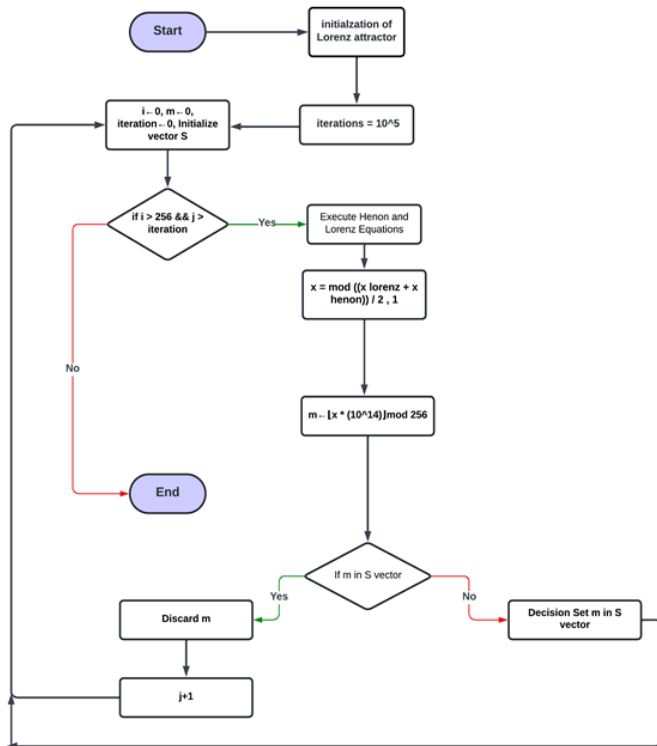 Start
initialzation of
Lorenz attractor
i←0, m←0,
iteration←0, Initialize
vector S
iterations = 10^5
if i > 256 && j >
iteration
Yes
Execute Henon and
Lorenz Equations
x = mod ((x lorenz + x
henon)) / 2 , 1
No
m←⌊x * (10^14)⌋mod 256
End
If m in S vector
Yes
No
Discard m
Decision Set m in S
vector
j+1